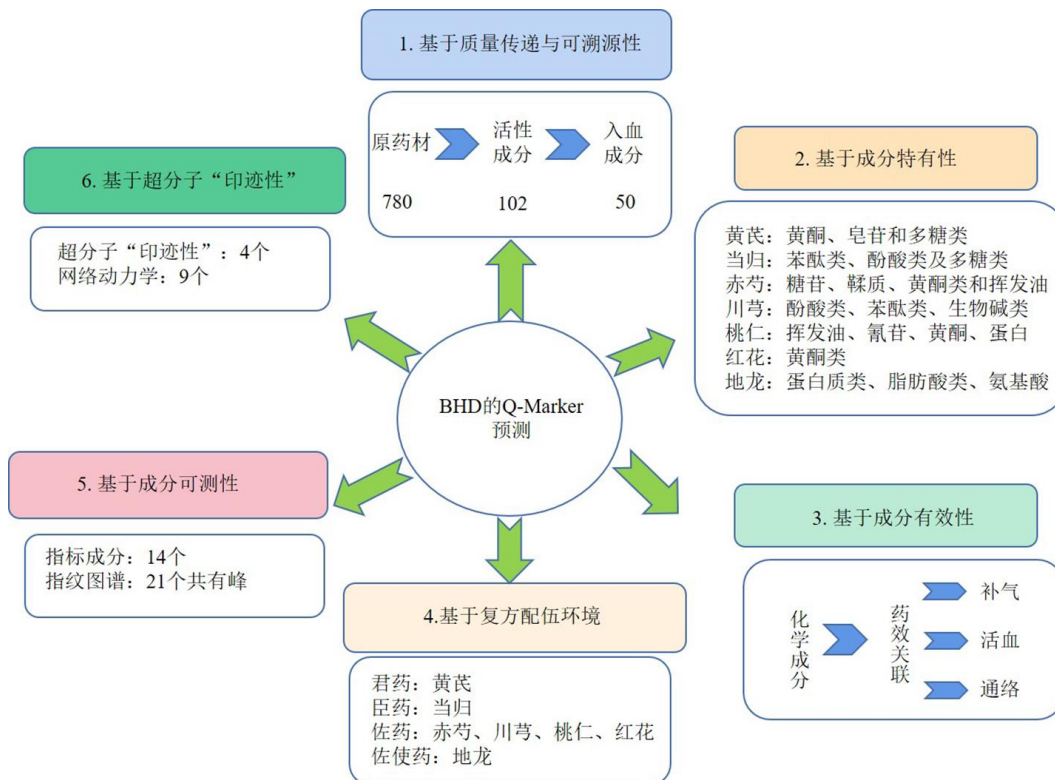 1. 基于质量传递与可溯源性
原药材
活性
成分
入血
成分
780
102
50
2. 基于成分特有性
黄芪：黄酮、皂苷和多糖类
当归：苯酞类、酚酸类及多糖类
赤芍：糖苷、鞣质、黄酮类和挥发油
川芎：酚酸类、苯酞类、生物碱类
桃仁：挥发油、氰苷、黄酮、蛋白
红花：黄酮类
地龙：蛋白质类、脂肪酸类、氨基酸
3. 基于成分有效性
化学成分
药效关联
补气
活血
通络
4.基于复方配伍环境
君药：黄芪
臣药：当归
佐药：赤芍、川芎、桃仁、红花
佐使药：地龙
5. 基于成分可测性
指标成分：14个
指纹图谱：21个共有峰
6. 基于超分子“印迹性”
超分子“印迹性”：4个
网络动力学：9个
BHD的Q-Marker
预测